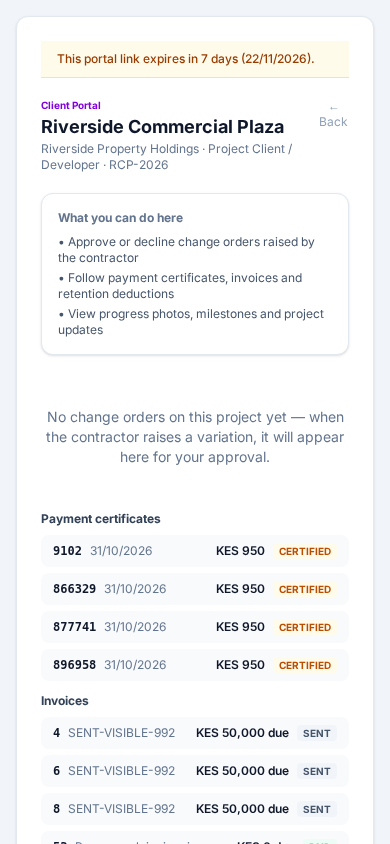 This portal link expires in 7 days (22/11/2026).
Client Portal
Riverside Commercial Plaza
← Back
Riverside Property Holdings · Project Client /
Developer · RCP-2026
What you can do here
• Approve or decline change orders raised by
the contractor
• Follow payment certificates, invoices and
retention deductions
• View progress photos, milestones and project
updates
No change orders on this project yet — when
the contractor raises a variation, it will appear
here for your approval.
Payment certificates
9102 31/10/2026 KES 950 CERTIFIED
866329 31/10/2026 KES 950 CERTIFIED
877741 31/10/2026 KES 950 CERTIFIED
896958 31/10/2026 KES 950 CERTIFIED
Invoices
4 SENT-VISIBLE-992 KES 50,000 due SENT
6 SENT-VISIBLE-992 KES 50,000 due SENT
8 SENT-VISIBLE-992 KES 50,000 due SENT